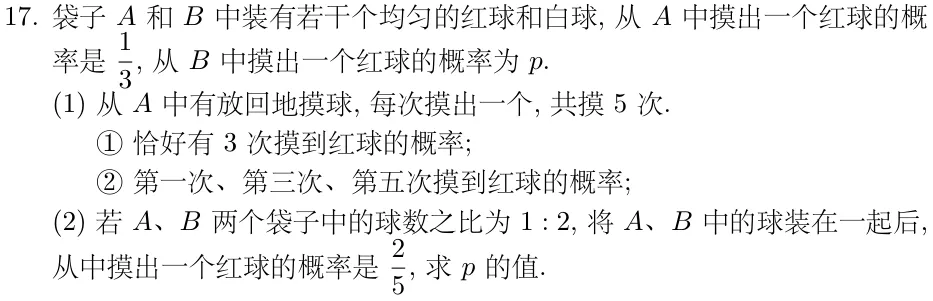 17. 袋子 A 和 B 中装有若干个均匀的红球和白球, 从 A 中摸出一个红球的概
率是 1/3, 从 B 中摸出一个红球的概率为 p.
(1) 从 A 中有放回地摸球, 每次摸出一个, 共摸 5 次.
① 恰好有 3 次摸到红球的概率;
② 第一次、第三次、第五次摸到红球的概率;
(2) 若 A、B 两个袋子中的球数之比为 1 : 2, 将 A、B 中的球装在一起后,
从中摸出一个红球的概率是 2/5, 求 p 的值.